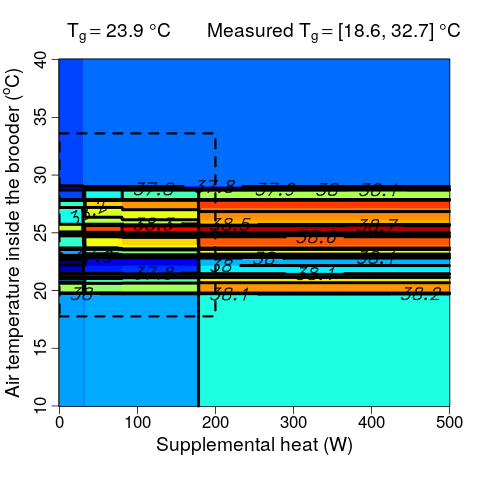 Tg = 23.9 °C Measured Tg = [18.6, 32.7] °C
Air temperature inside the brooder (°C)
40
35
30
25
20
15
10
37.8 37.8 37.9 38 38.1
38.5 38.7
38.6
38 38.1
37.8 38 38.1
38 38.1 38.2
0 100 200 300 400 500
Supplemental heat (W)